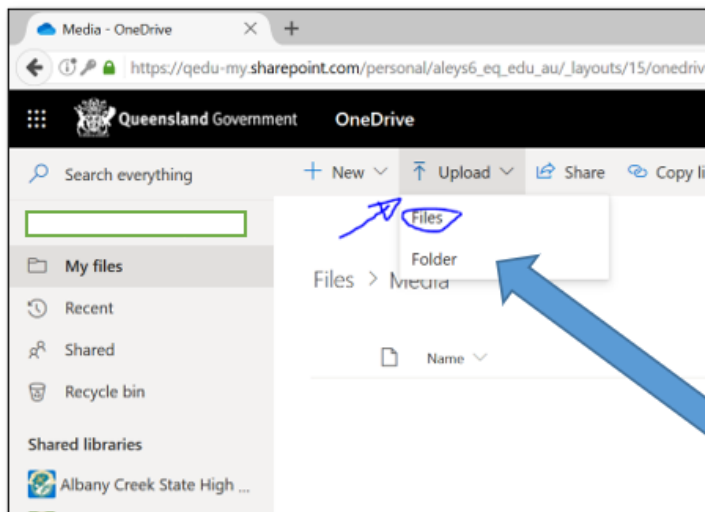 Media - OneDrive
https://qedu-my.sharepoint.com/personal/aleys6_eq_edu_au/_layouts/15/onedriv
Queensland Government OneDrive
Search everything
New Upload Share Copy li
Files
Folder
My files
Files > Media
Recent
Shared
Name
Recycle bin
Shared libraries
Albany Creek State High ...